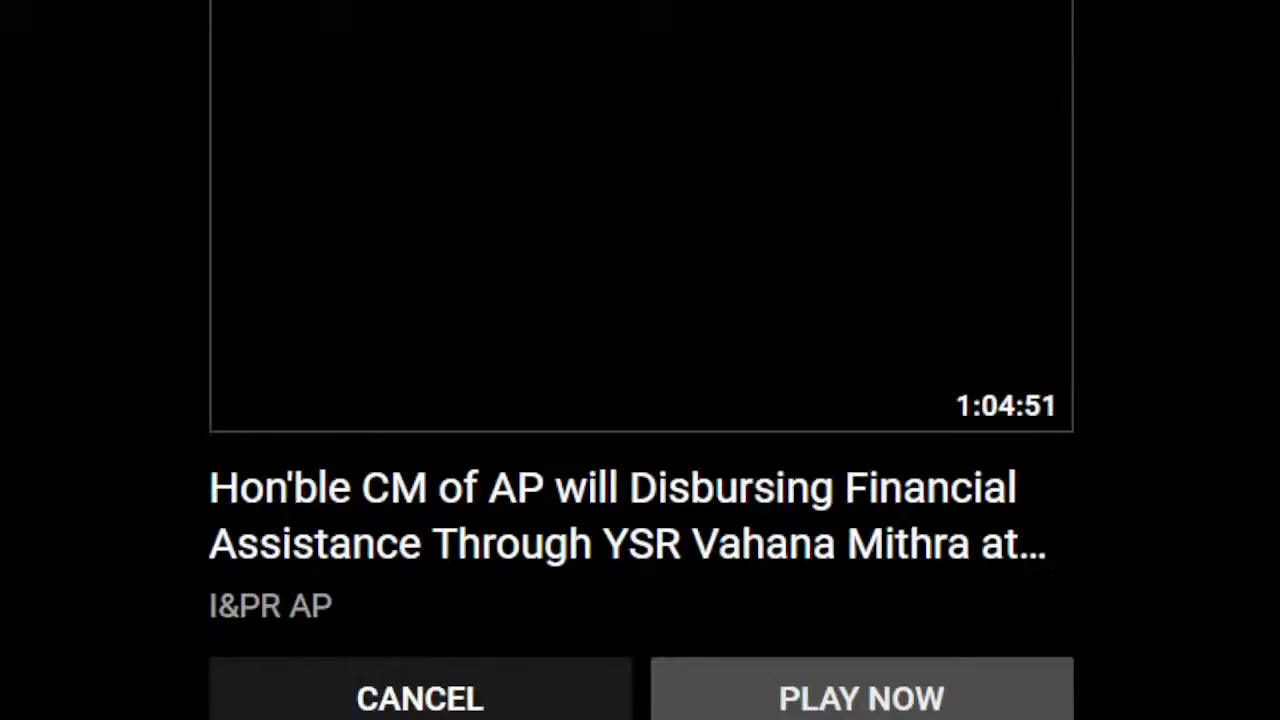 1:04:51
Hon'ble CM of AP will Disbursing Financial
Assistance Through YSR Vahana Mithra at...
I&PR AP
CANCEL
PLAY NOW